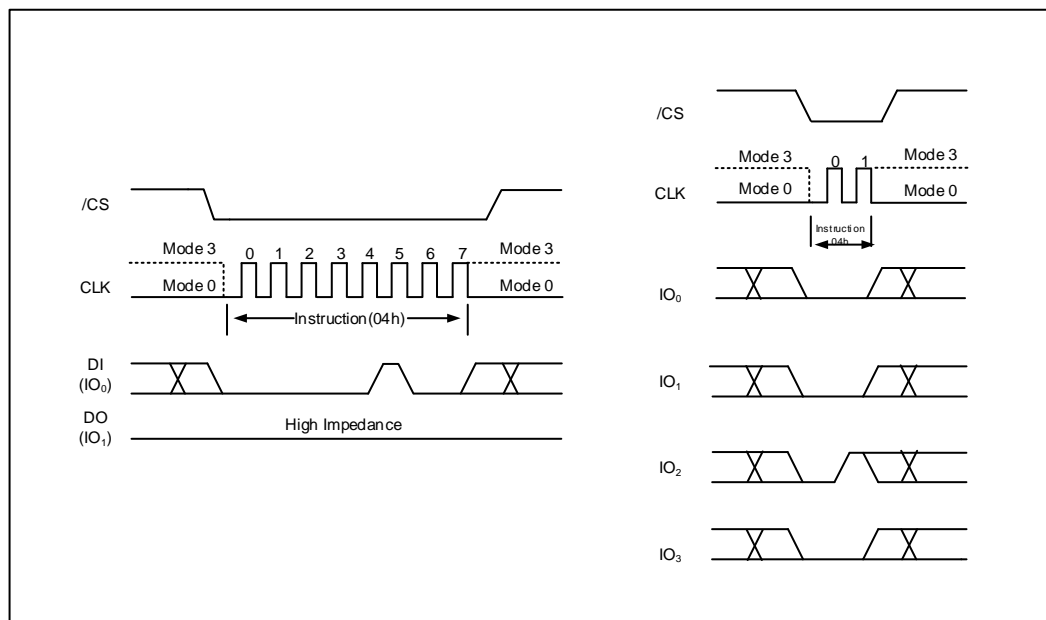 /CS
Mode 3
0 1 2 3 4 5 6 7
Mode 3
CLK
Mode 0
Mode 0
Instruction(04h)
DI
(IO₀)
DO
(IO₁)
High Impedance
/CS
Mode 3
0 1
Mode 3
CLK
Mode 0
Mode 0
Instruction
04h
IO₀
IO₁
IO₂
IO₃